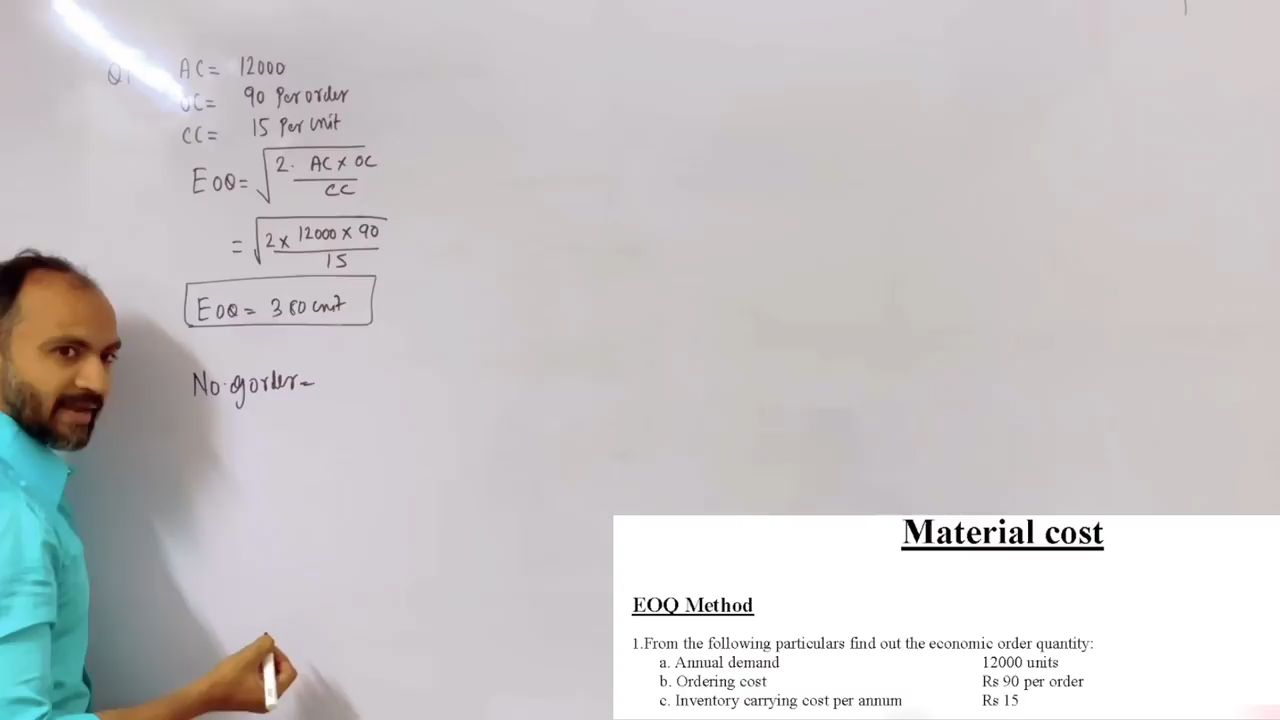 Q1 AC= 12000
OC= 90 Per order
CC= 15 Per unit
EOQ= √2. AC x OC
CC
= √2 x 12000 x 90
15
EOQ = 380 unit
No. of order =
Material cost
EOQ Method
1.From the following particulars find out the economic order quantity:
a. Annual demand 12000 units
b. Ordering cost Rs 90 per order
c. Inventory carrying cost per annum Rs 15